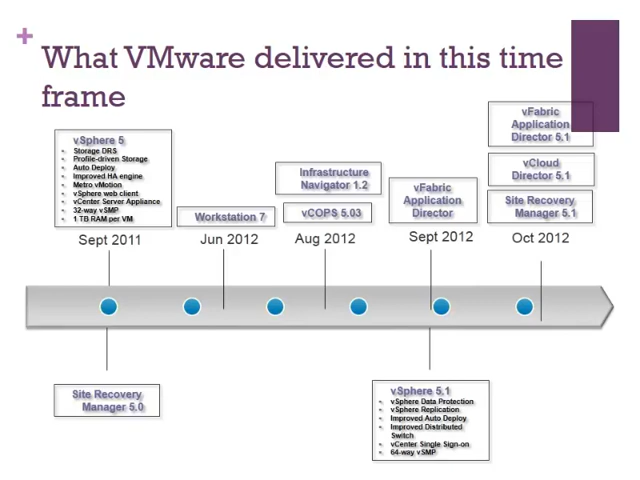 +
What VMware delivered in this time
frame
vSphere 5
• Storage DRS
• Profile-driven Storage
• Auto Deploy
• Improved HA engine
• Metro vMotion
• vSphere web client
• vCenter Server Appliance
• 32-way vSMP
• 1 TB RAM per VM
Sept 2011
Workstation 7
Jun 2012
Infrastructure
Navigator 1.2
vCOPS 5.03
Aug 2012
vFabric
Application
Director
Sept 2012
vFabric
Application
Director 5.1
vCloud
Director 5.1
Site Recovery
Manager 5.1
Oct 2012
Site Recovery
Manager 5.0
vSphere 5.1
• vSphere Data Protection
• vSphere Replication
• Improved Auto Deploy
• Improved Distributed
Switch
• vCenter Single Sign-on
• 64-way vSMP